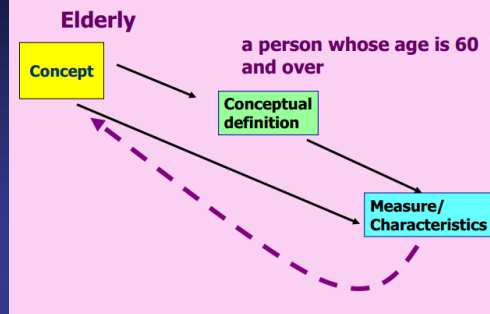 Elderly
a person whose age is 60
and over
Concept
Conceptual
definition
Measure/
Characteristics